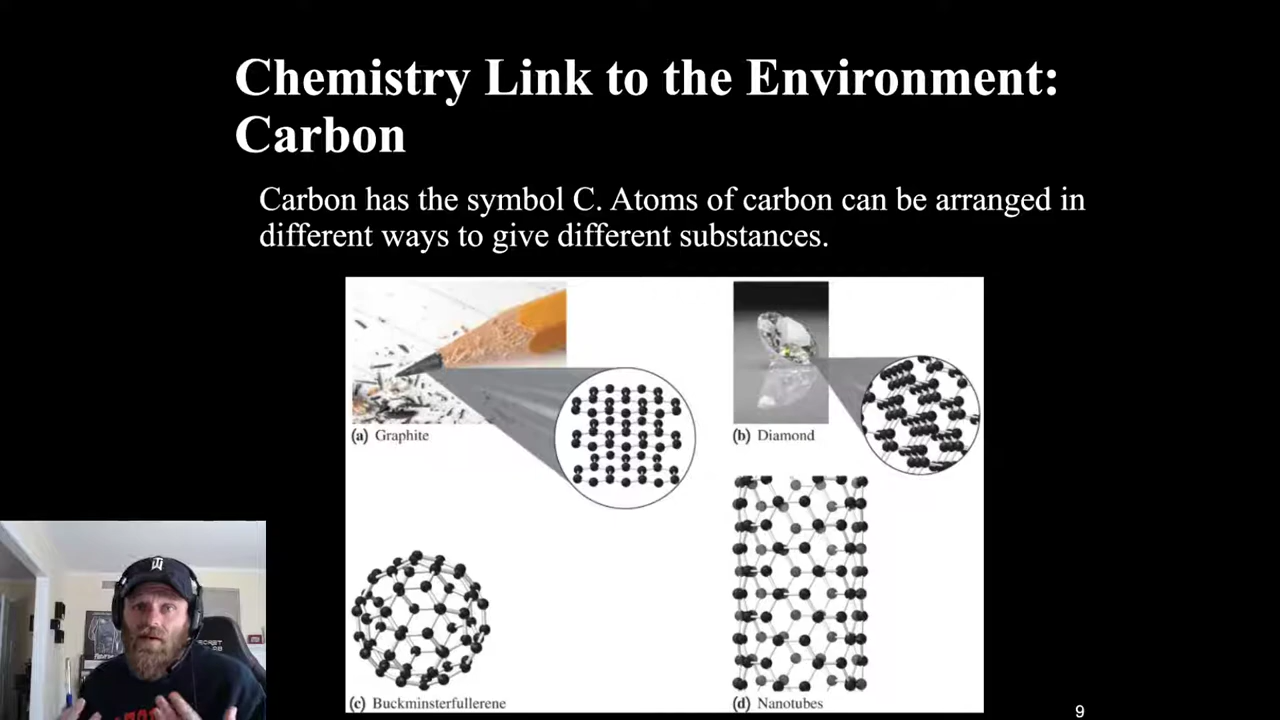 Chemistry Link to the Environment:
Carbon
Carbon has the symbol C. Atoms of carbon can be arranged in
different ways to give different substances.
(a) Graphite
(b) Diamond
(c) Buckminsterfullerene
(d) Nanotubes
9